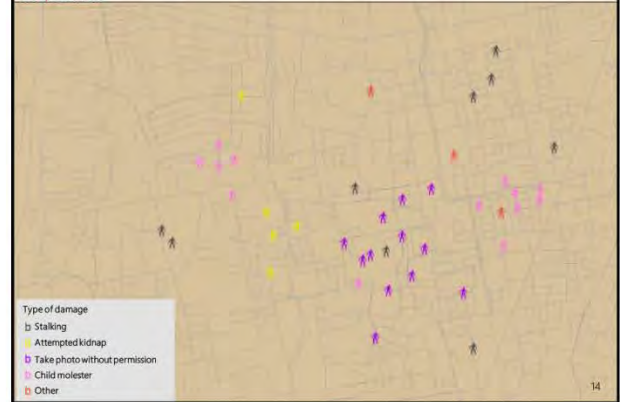 Type of damage
b Stalking
b Attempted kidnap
b Take photo without permission
b Child molester
b Other
14